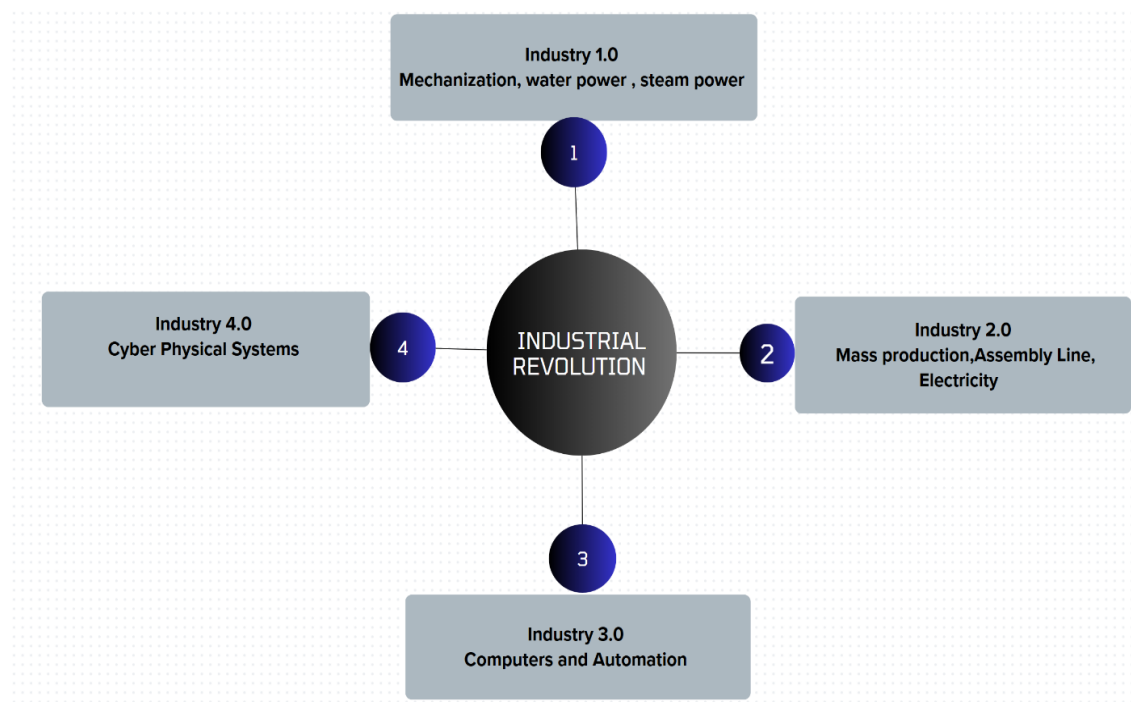 Industry 1.0
Mechanization, water power , steam power
1
INDUSTRIAL
REVOLUTION
Industry 4.0
Cyber Physical Systems
4
2
Industry 2.0
Mass production,Assembly Line,
Electricity
3
Industry 3.0
Computers and Automation